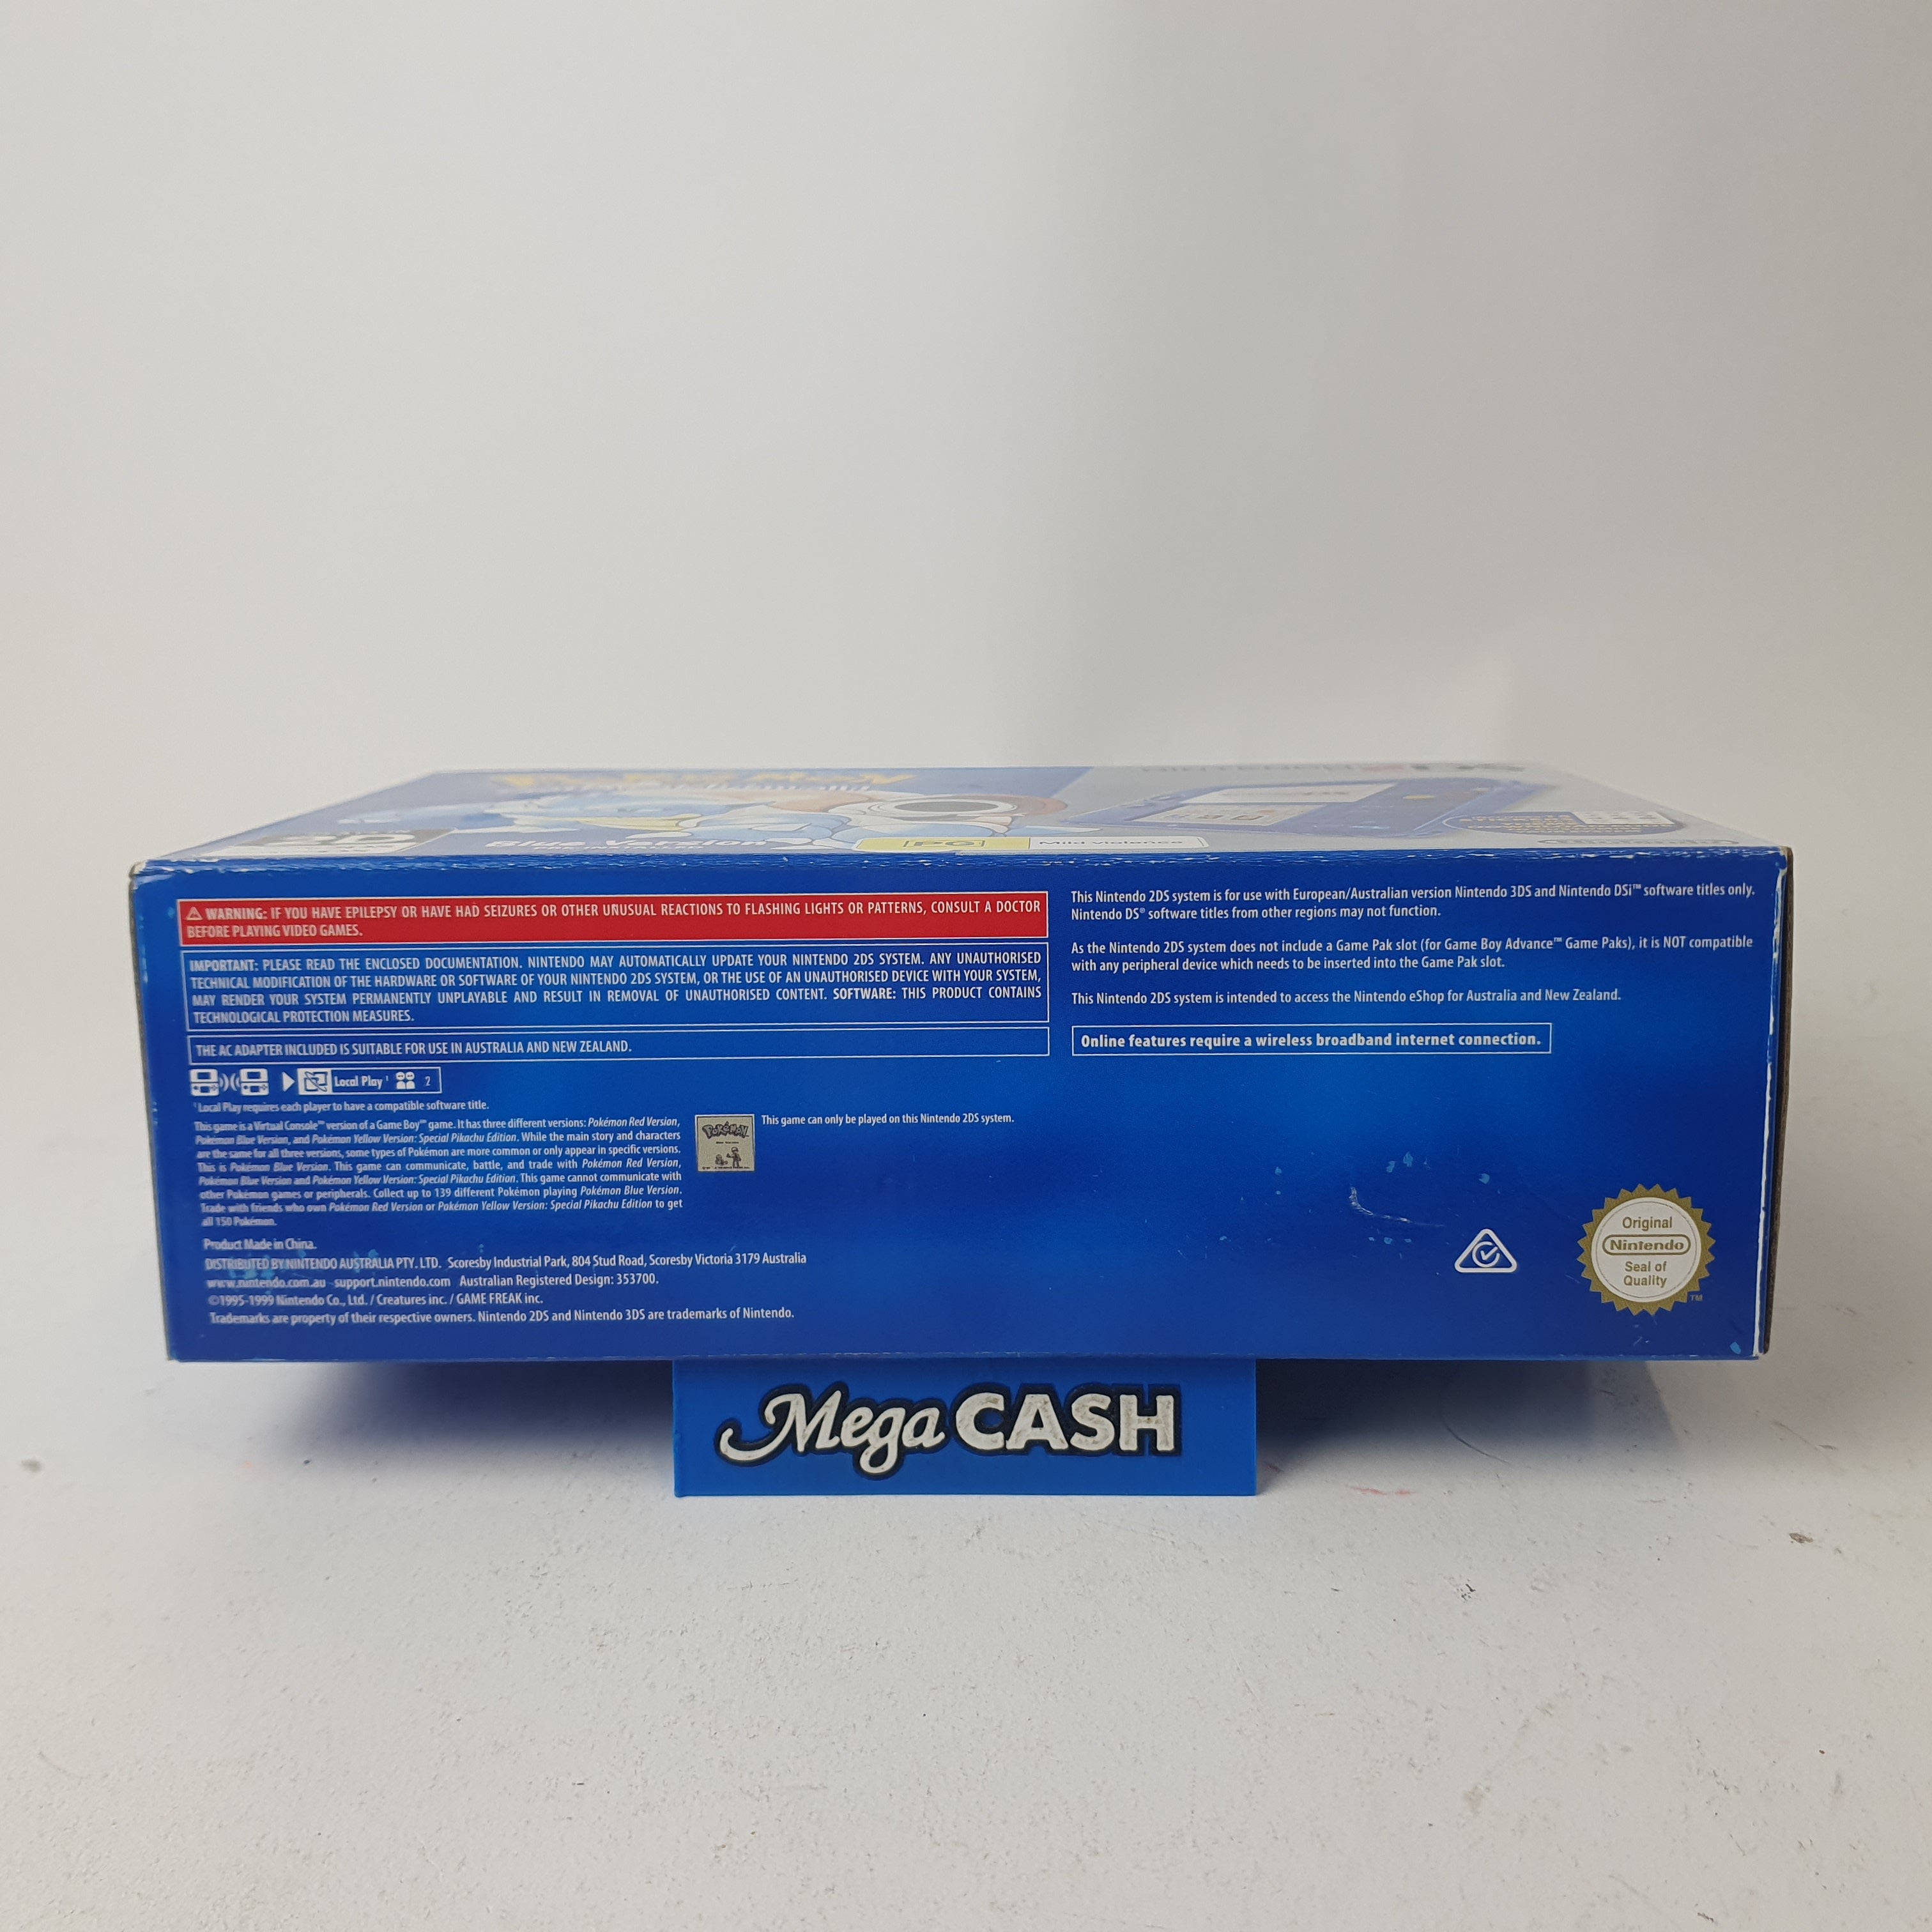 Blue Version
PG Mild violence
⚠ WARNING: IF YOU HAVE EPILEPSY OR HAVE HAD SEIZURES OR OTHER UNUSUAL REACTIONS TO FLASHING LIGHTS OR PATTERNS, CONSULT A DOCTOR
BEFORE PLAYING VIDEO GAMES.
IMPORTANT: PLEASE READ THE ENCLOSED DOCUMENTATION. NINTENDO MAY AUTOMATICALLY UPDATE YOUR NINTENDO 2DS SYSTEM. ANY UNAUTHORISED
TECHNICAL MODIFICATION OF THE HARDWARE OR SOFTWARE OF YOUR NINTENDO 2DS SYSTEM, OR THE USE OF AN UNAUTHORISED DEVICE WITH YOUR SYSTEM,
MAY RENDER YOUR SYSTEM PERMANENTLY UNPLAYABLE AND RESULT IN REMOVAL OF UNAUTHORISED CONTENT. SOFTWARE: THIS PRODUCT CONTAINS
TECHNOLOGICAL PROTECTION MEASURES.
THE AC ADAPTER INCLUDED IS SUITABLE FOR USE IN AUSTRALIA AND NEW ZEALAND.
Local Play ¹ 2
¹ Local Play requires each player to have a compatible software title.
This game is a Virtual Console™ version of a Game Boy™ game. It has three different versions: Pokémon Red Version,
Pokémon Blue Version, and Pokémon Yellow Version: Special Pikachu Edition. While the main story and characters
are the same for all three versions, some types of Pokémon are more common or only appear in specific versions.
This is Pokémon Blue Version. This game can communicate, battle, and trade with Pokémon Red Version,
Pokémon Blue Version and Pokémon Yellow Version: Special Pikachu Edition. This game cannot communicate with
other Pokémon games or peripherals. Collect up to 139 different Pokémon playing Pokémon Blue Version.
Trade with friends who own Pokémon Red Version or Pokémon Yellow Version: Special Pikachu Edition to get
all 150 Pokémon.
POKéMON
This game can only be played on this Nintendo 2DS system.
Product Made in China.
DISTRIBUTED BY NINTENDO AUSTRALIA PTY. LTD. Scoresby Industrial Park, 804 Stud Road, Scoresby Victoria 3179 Australia
www.nintendo.com.au support.nintendo.com Australian Registered Design: 353700.
©1995-1999 Nintendo Co., Ltd. / Creatures inc. / GAME FREAK inc.
Trademarks are property of their respective owners. Nintendo 2DS and Nintendo 3DS are trademarks of Nintendo.
This Nintendo 2DS system is for use with European/Australian version Nintendo 3DS and Nintendo DSi™ software titles only.
Nintendo DS® software titles from other regions may not function.
As the Nintendo 2DS system does not include a Game Pak slot (for Game Boy Advance™ Game Paks), it is NOT compatible
with any peripheral device which needs to be inserted into the Game Pak slot.
This Nintendo 2DS system is intended to access the Nintendo eShop for Australia and New Zealand.
Online features require a wireless broadband internet connection.
Original
Nintendo
Seal of
Quality
TM
Mega CASH